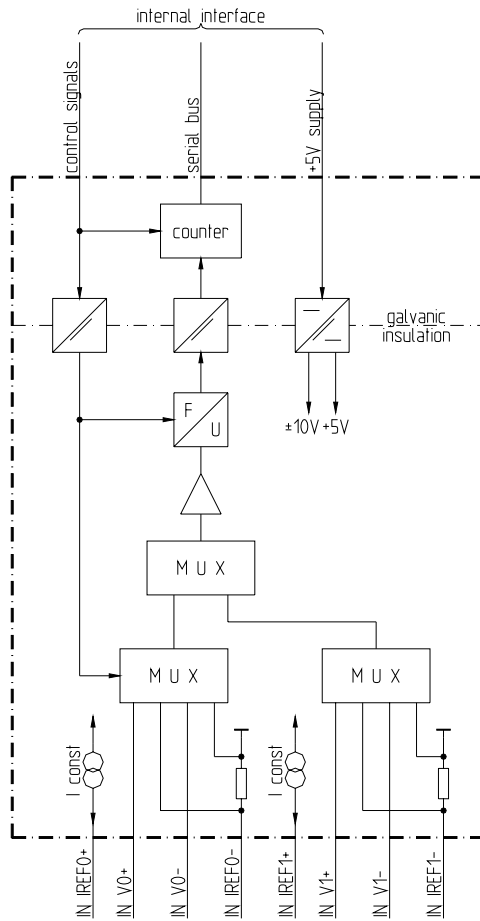 internal interface
control signals
serial bus
+5V supply
counter
galvanic
insulation
F
U
±10V +5V
M U X
M U X
M U X
I const
I const
IN IREF0+
IN V0+
IN V0-
IN IREF0-
IN IREF1+
IN V1+
IN V1-
IN IREF1-